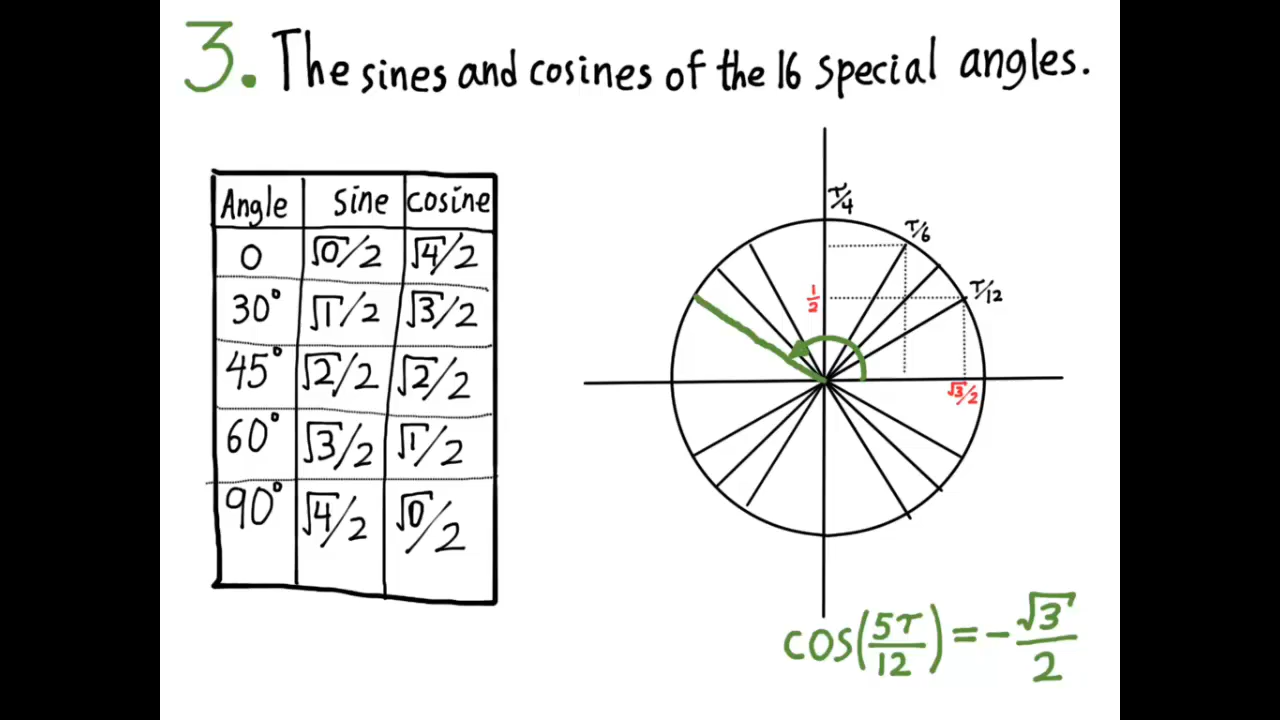 3. The sines and cosines of the 16 special angles.
Angle sine cosine
0 √0/2 √4/2
30° √1/2 √3/2
45° √2/2 √2/2
60° √3/2 √1/2
90° √4/2 √0/2
τ/4
τ/6
τ/12
1/2
√3/2
cos(5τ/12) = -√3/2